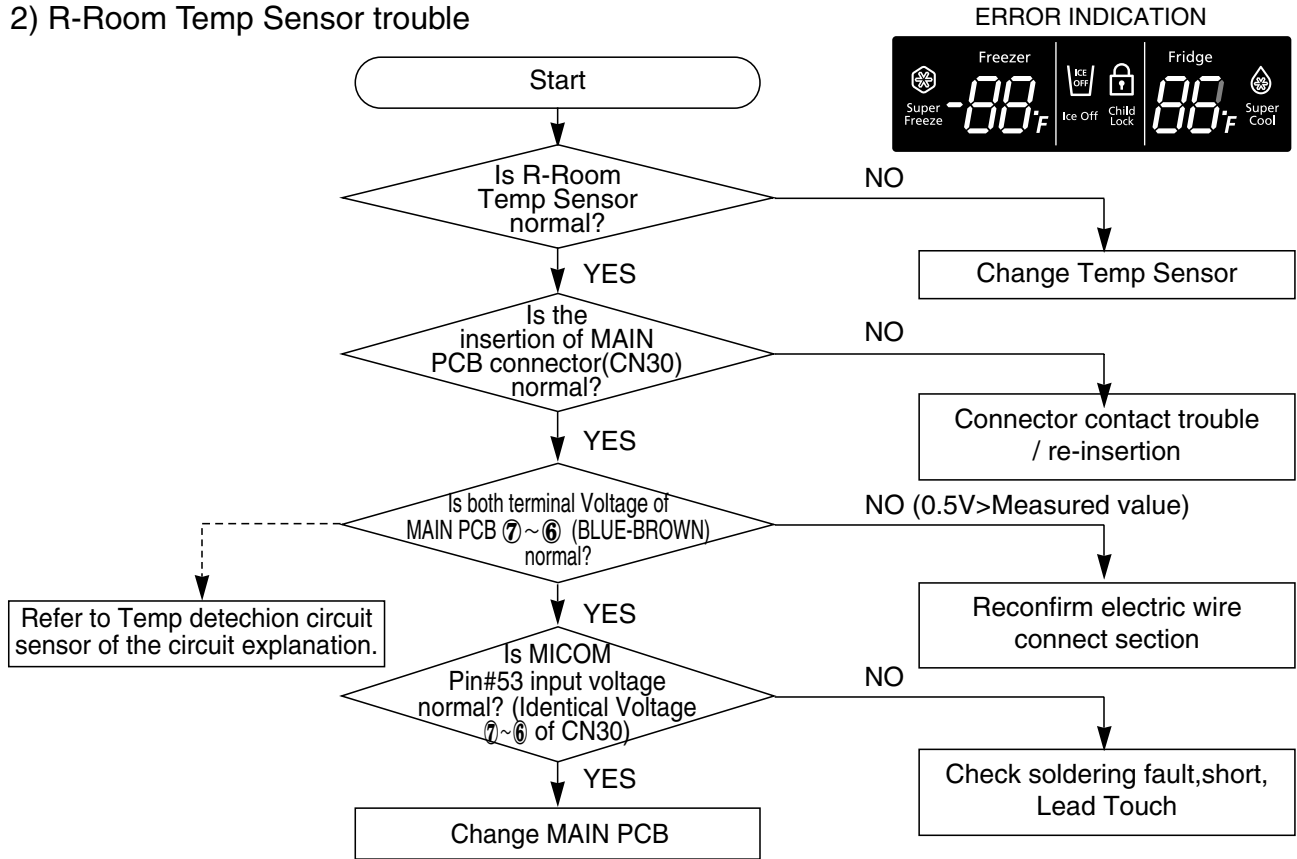 2) R-Room Temp Sensor trouble
ERROR INDICATION
Freezer
Fridge
ICE
OFF
Super
Freeze
-88°F
Ice Off
Child
Lock
88°F
Super
Cool
Start
Is R-Room
Temp Sensor
normal?
NO
Change Temp Sensor
YES
Is the
insertion of MAIN
PCB connector(CN30)
normal?
NO
Connector contact trouble
/ re-insertion
YES
Is both terminal Voltage of
MAIN PCB ⑦~⑥ (BLUE-BROWN)
normal?
NO (0.5V>Measured value)
Reconfirm electric wire
connect section
Refer to Temp detechion circuit
sensor of the circuit explanation.
YES
Is MICOM
Pin#53 input voltage
normal? (Identical Voltage
⑦~⑥ of CN30)
NO
Check soldering fault,short,
Lead Touch
YES
Change MAIN PCB